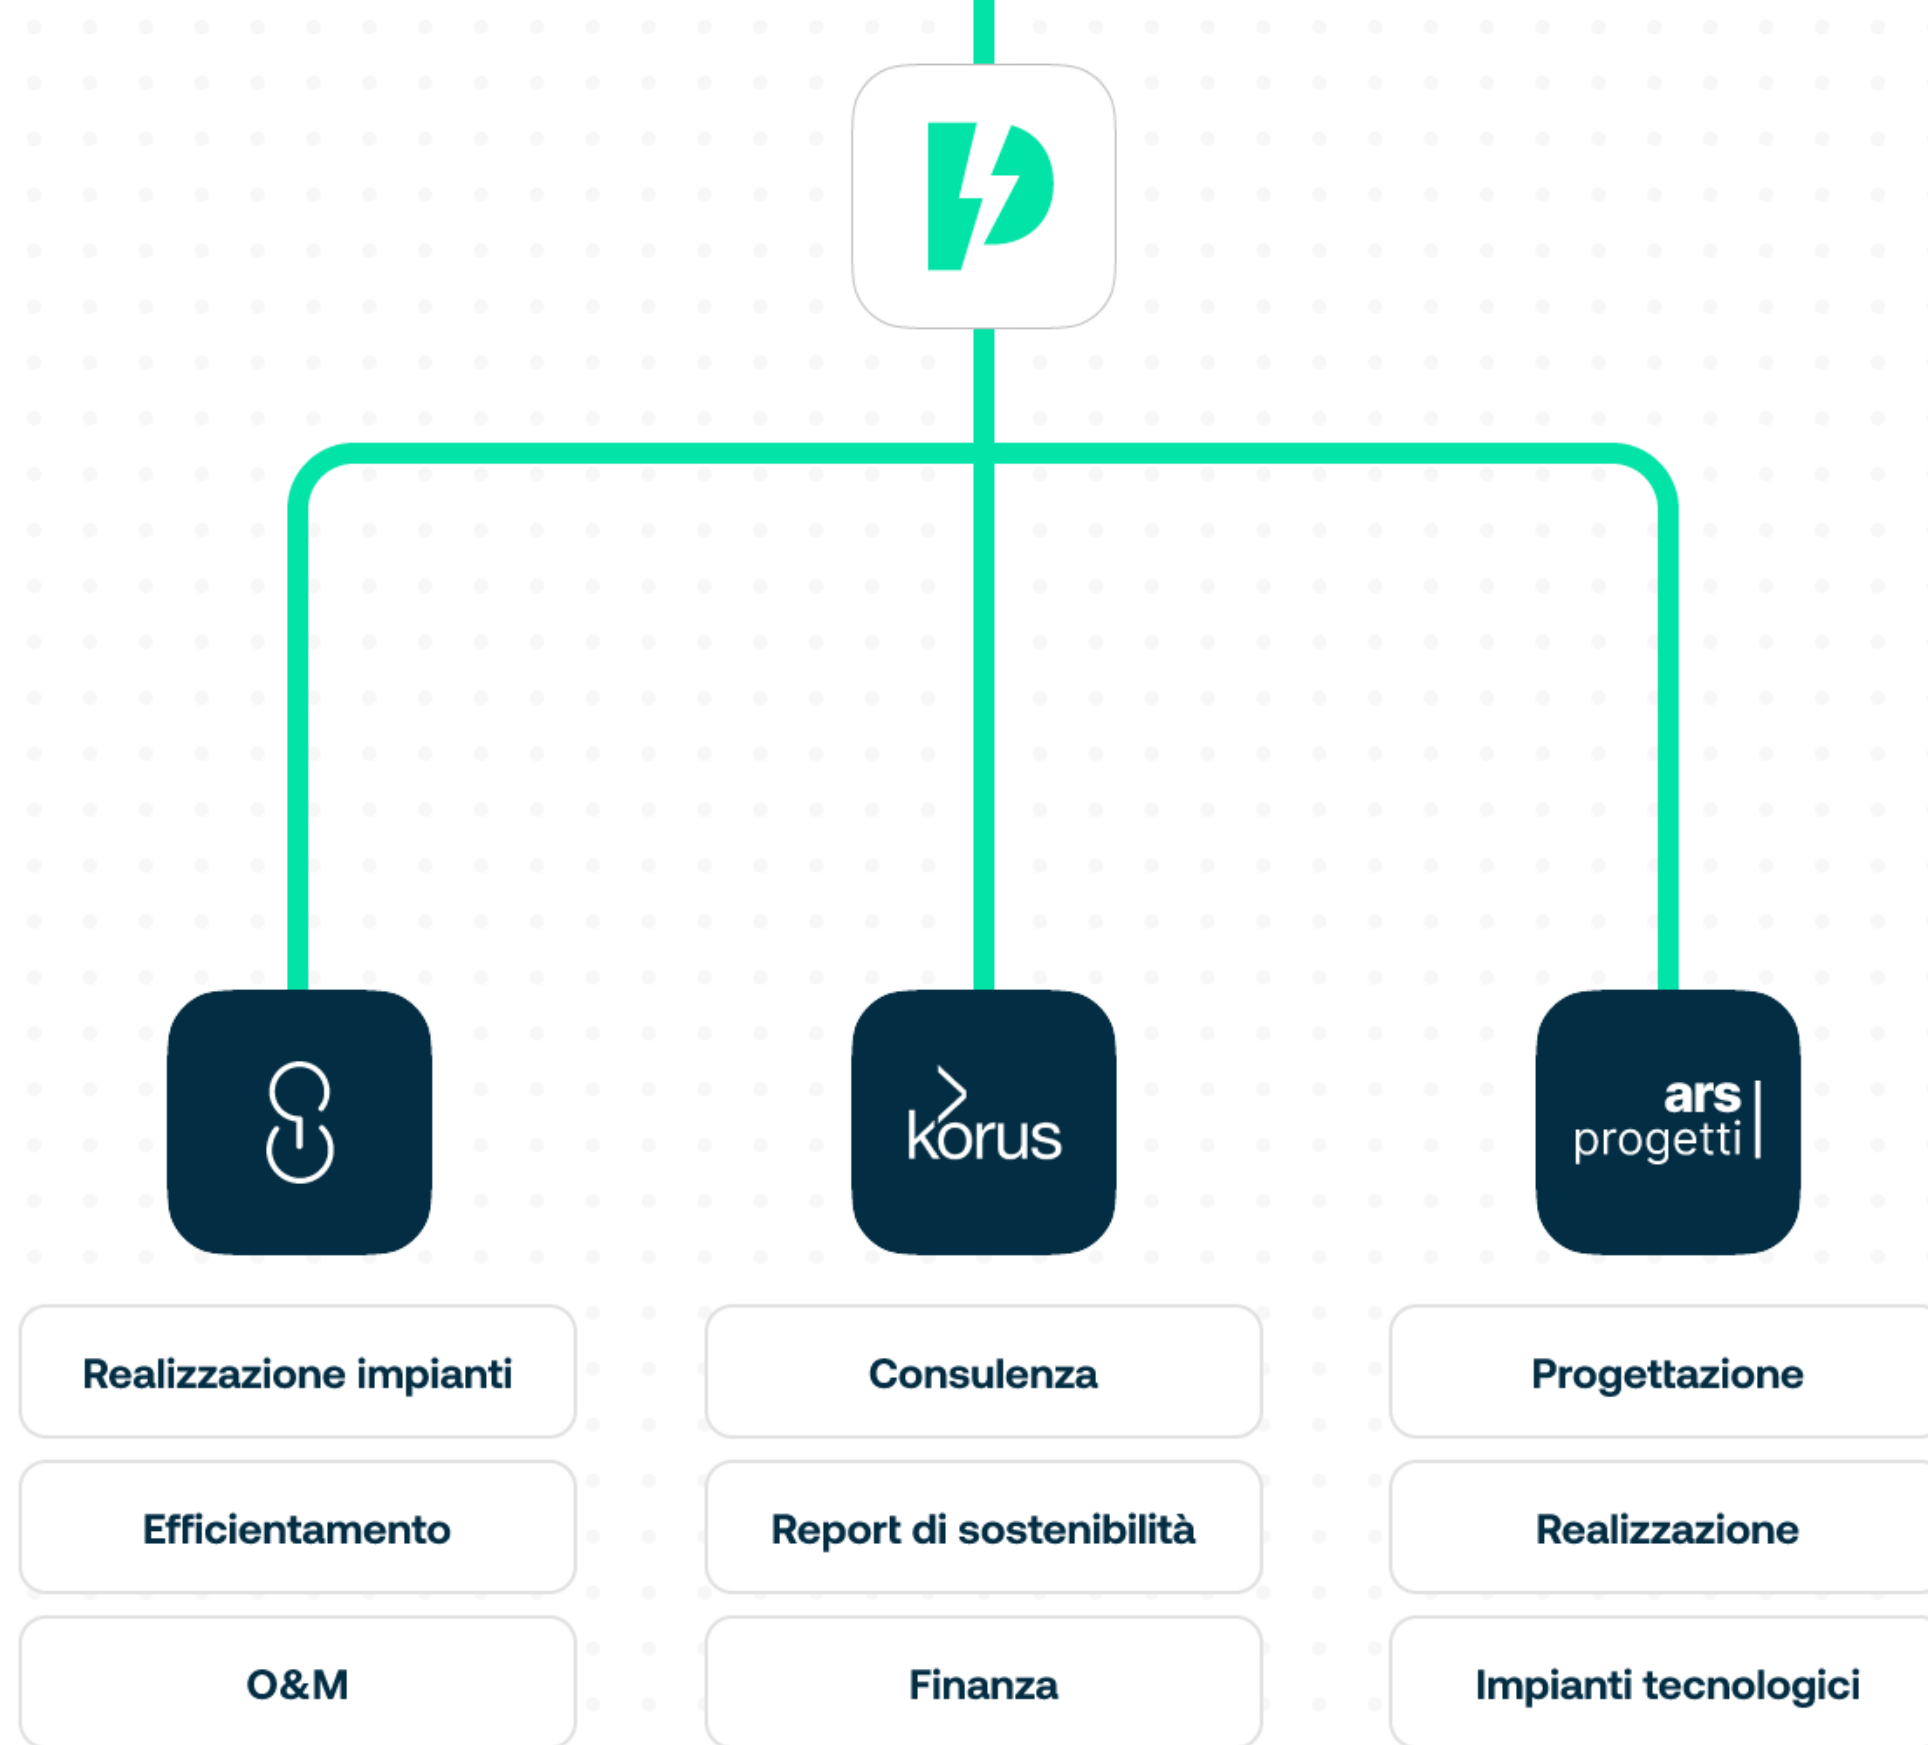 korus
ars
progetti
Realizzazione impianti
Consulenza
Progettazione
Efficientamento
Report di sostenibilità
Realizzazione
O&M
Finanza
Impianti tecnologici